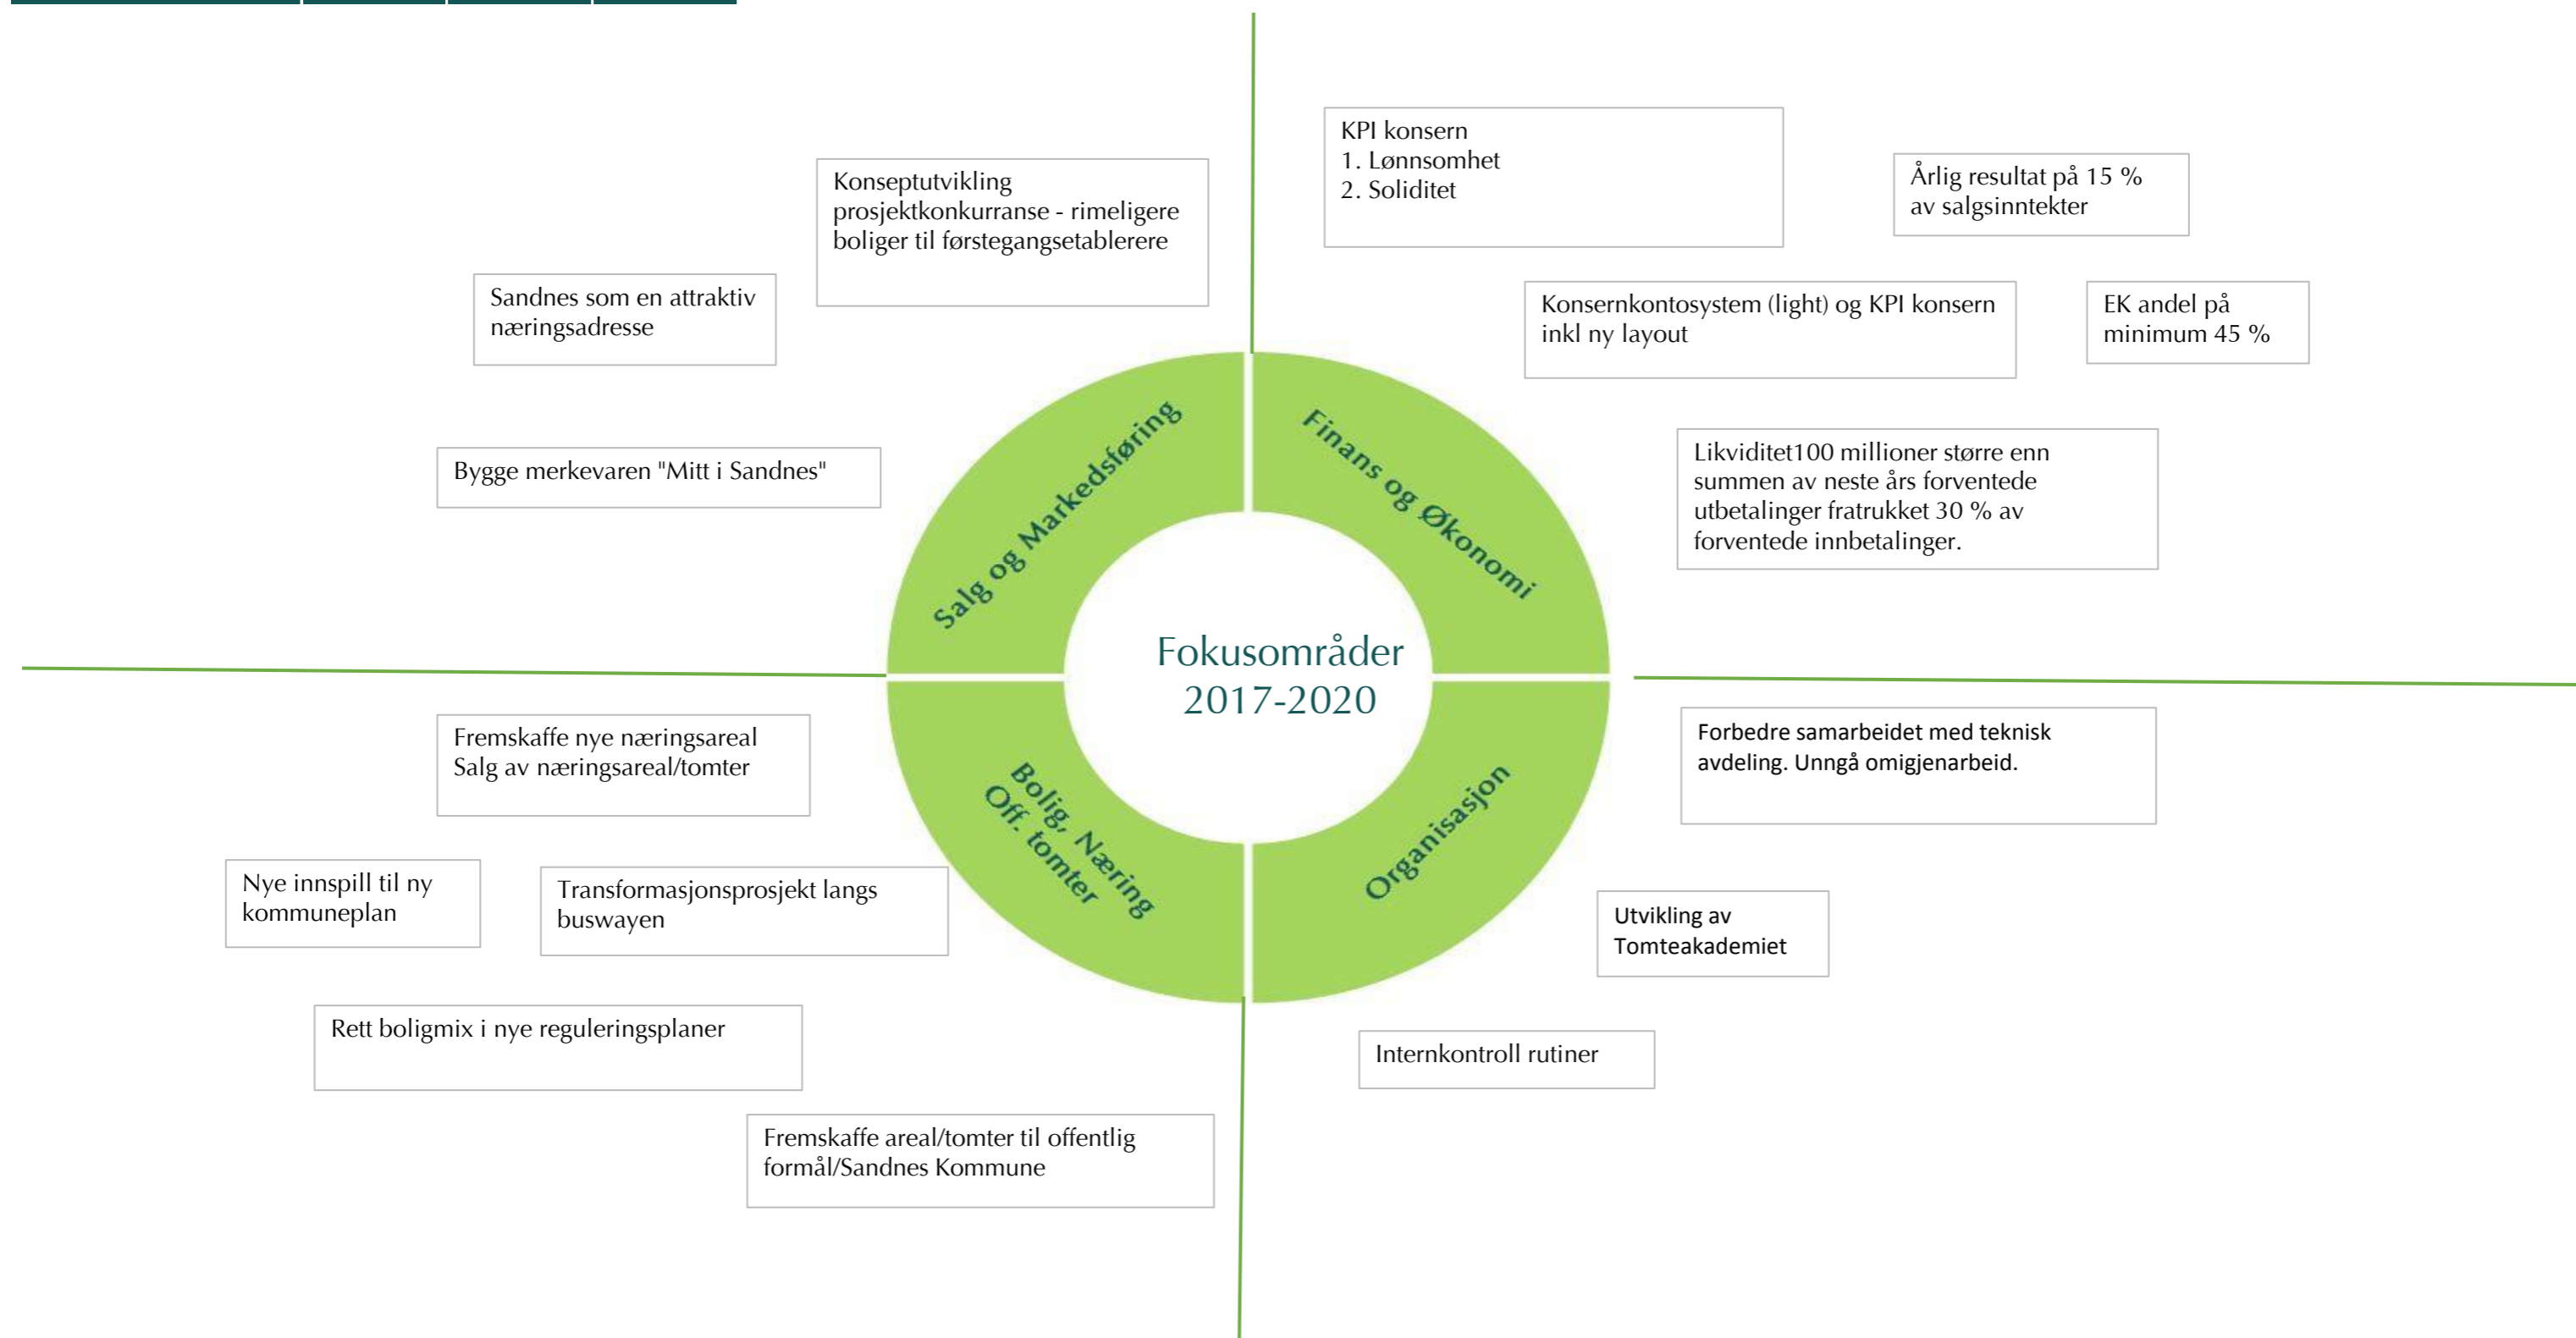 Konseptutvikling
prosjektkonkurranse - rimeligere
boliger til førstegangsetablerere
Sandnes som en attraktiv
næringsadresse
Bygge merkevaren "Mitt i Sandnes"
KPI konsern
1. Lønnsomhet
2. Soliditet
Årlig resultat på 15 %
av salgsinntekter
Konsernkontosystem (light) og KPI konsern
inkl ny layout
EK andel på
minimum 45 %
Likviditet100 millioner større enn
summen av neste års forventede
utbetalinger fratrukket 30 % av
forventede innbetalinger.
Salg og Markedsføring
Finans og Økonomi
Fokusområder
2017-2020
Bolig, Næring
Off. tomter
Organisasjon
Fremskaffe nye næringsareal
Salg av næringsareal/tomter
Nye innspill til ny
kommuneplan
Transformasjonsprosjekt langs
buswayen
Rett boligmix i nye reguleringsplaner
Fremskaffe areal/tomter til offentlig
formål/Sandnes Kommune
Forbedre samarbeidet med teknisk
avdeling. Unngå omigjenarbeid.
Utvikling av
Tomteakademiet
Internkontroll rutiner